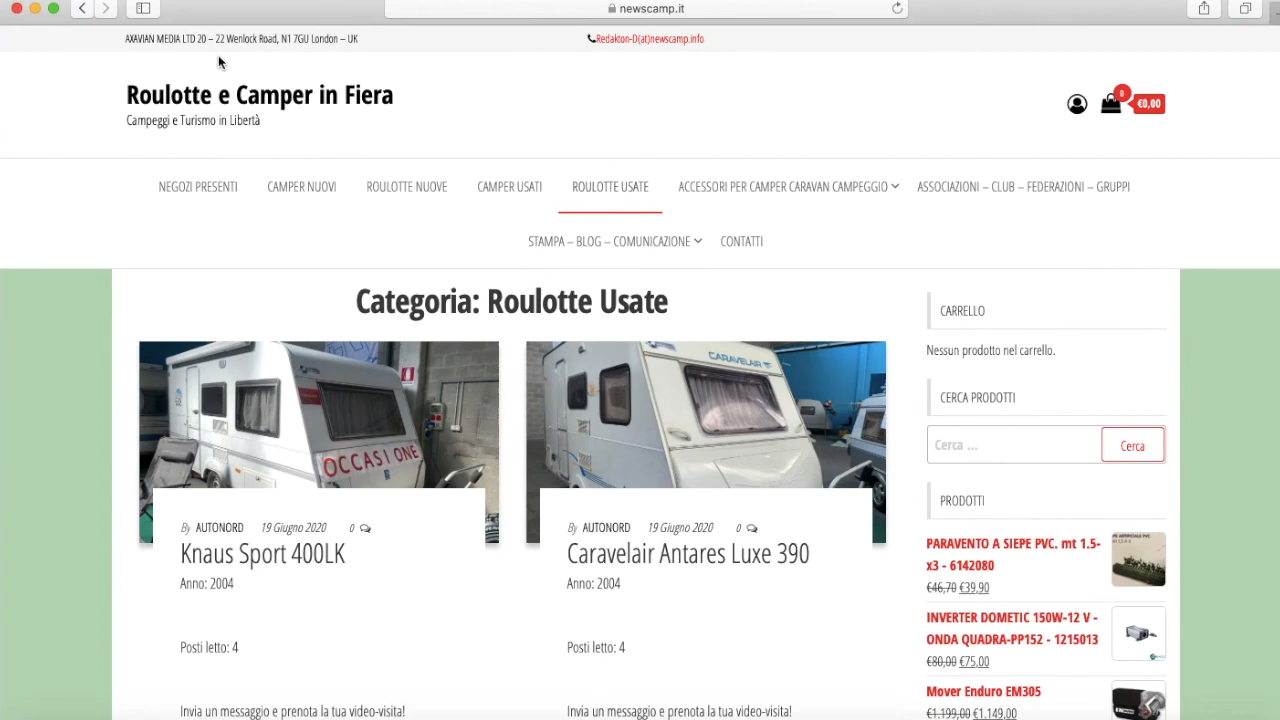 newscamp.it
AXAVIAN MEDIA LTD 20 – 22 Wenlock Road, N1 7GU London – UK
Redakton-D(at)newscamp.info
Roulotte e Camper in Fiera
Campeggi e Turismo in Libertà
0
€0,00
NEGOZI PRESENTI
CAMPER NUOVI
ROULOTTE NUOVE
CAMPER USATI
ROULOTTE USATE
ACCESSORI PER CAMPER CARAVAN CAMPEGGIO
ASSOCIAZIONI – CLUB – FEDERAZIONI – GRUPPI
STAMPA – BLOG – COMUNICAZIONE
CONTATTI
Categoria: Roulotte Usate
OCCASIONE
By AUTONORD 19 Giugno 2020 0
Knaus Sport 400LK
Anno: 2004
Posti letto: 4
Invia un messaggio e prenota la tua video-visita!
CARAVELAIR
By AUTONORD 19 Giugno 2020 0
Caravelair Antares Luxe 390
Anno: 2004
Posti letto: 4
Invia un messaggio e prenota la tua video-visita!
CARRELLO
Nessun prodotto nel carrello.
CERCA PRODOTTI
Cerca ...
Cerca
PRODOTTI
PARAVENTO A SIEPE PVC. mt 1.5-
x3 - 6142080
€46,70 €39,90
INVERTER DOMETIC 150W-12 V -
ONDA QUADRA-PP152 - 1215013
€80,00 €75,00
Mover Enduro EM305
€1.199,00 €1.149,00